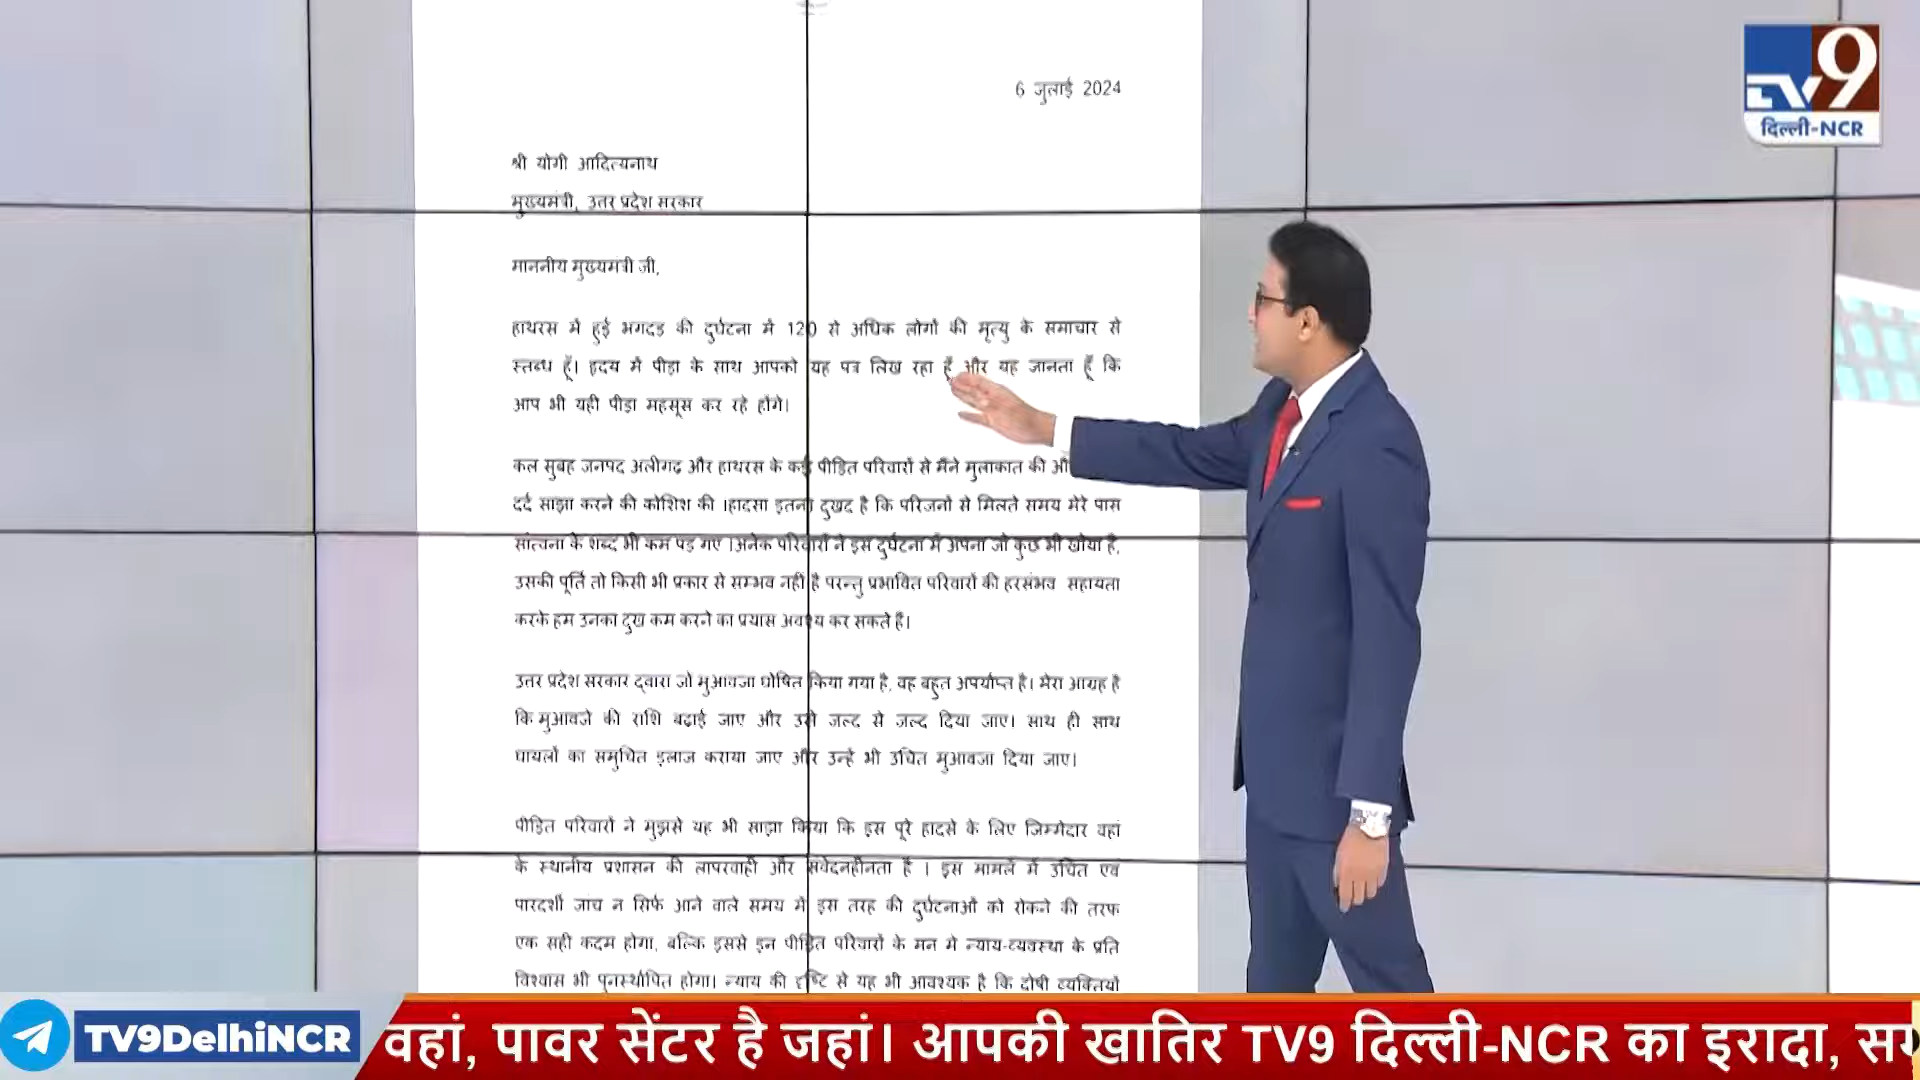 6 जुलाई 2024
TV9
दिल्ली-NCR
श्री योगी आदित्यनाथ
मुख्यमंत्री, उत्तर प्रदेश सरकार
माननीय मुख्यमंत्री जी,
हाथरस में हुई भगदड़ की दुर्घटना में 120 से अधिक लोगों की मृत्यु के समाचार से
स्तब्ध हूँ। हृदय में पीड़ा के साथ आपको यह पत्र लिख रहा हूँ और यह जानता हूँ कि
आप भी यही पीड़ा महसूस कर रहे होंगे।
कल सुबह जनपद अलीगढ़ और हाथरस के कई पीड़ित परिवारों से मैंने मुलाकात की
दर्द साझा करने की कोशिश की ।हादसा इतना दुखद है कि परिजनों से मिलते समय मेरे पास
सांत्वना के शब्द भी कम पड़ गए ।अनेक परिवारों ने इस दुर्घटना में अपना जो कुछ भी खोया है,
उसकी पूर्ति तो किसी भी प्रकार से सम्भव नहीं है परन्तु प्रभावित परिवारों की हरसंभव सहायता
करके हम उनका दुख कम करने का प्रयास अवश्य कर सकते हैं।
उत्तर प्रदेश सरकार द्वारा जो मुआवजा घोषित किया गया है, वह बहुत अपर्याप्त है। मेरा आग्रह है
कि मुआवजे की राशि बढ़ाई जाए और उसे जल्द से जल्द दिया जाए। साथ ही साथ
घायलों का समुचित इलाज कराया जाए और उन्हें भी उचित मुआवजा दिया जाए।
पीड़ित परिवारों ने मुझसे यह भी साझा किया कि इस पूरे हादसे के लिए जिम्मेदार वहां
के स्थानीय प्रशासन की लापरवाही और संवेदनहीनता है । इस मामले में उचित एवं
पारदर्शी जांच न सिर्फ आने वाले समय में इस तरह की दुर्घटनाओं को रोकने की तरफ
एक सही कदम होगा, बल्कि इससे इन पीड़ित परिवारों के मन में न्याय-व्यवस्था के प्रति
विश्वास भी पुनर्स्थापित होगा। न्याय की दृष्टि से यह भी आवश्यक है कि दोषी व्यक्तियों
TV9DelhiNCR
वहां, पावर सेंटर है जहां। आपकी खातिर TV9 दिल्ली-NCR का इरादा,